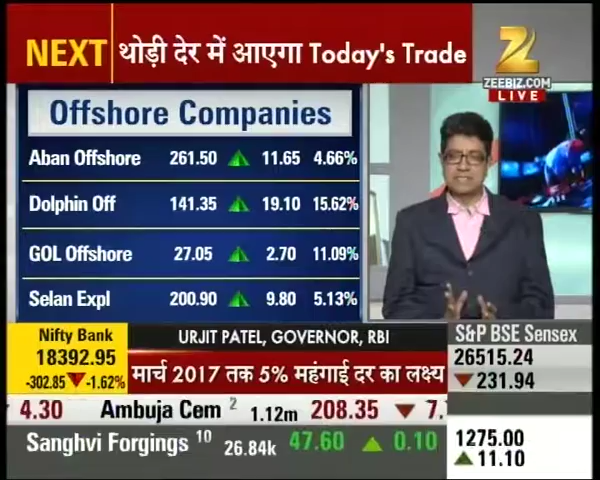 NEXT थोड़ी देर में आएगा Today's Trade
ZEEBIZ.COM
LIVE
Offshore Companies
Aban Offshore 261.50 11.65 4.66%
Dolphin Off 141.35 19.10 15.62%
GOL Offshore 27.05 2.70 11.09%
Selan Expl 200.90 9.80 5.13%
Nifty Bank
18392.95
-302.85 -1.62%
URJIT PATEL, GOVERNOR, RBI
मार्च 2017 तक 5% महंगाई दर का लक्ष्य
S&P BSE Sensex
26515.24
231.94
4.30 Ambuja Cem 2 1.12m 208.35 7.
Sanghvi Forgings 10 26.84k 47.60 0.10
1275.00
11.10